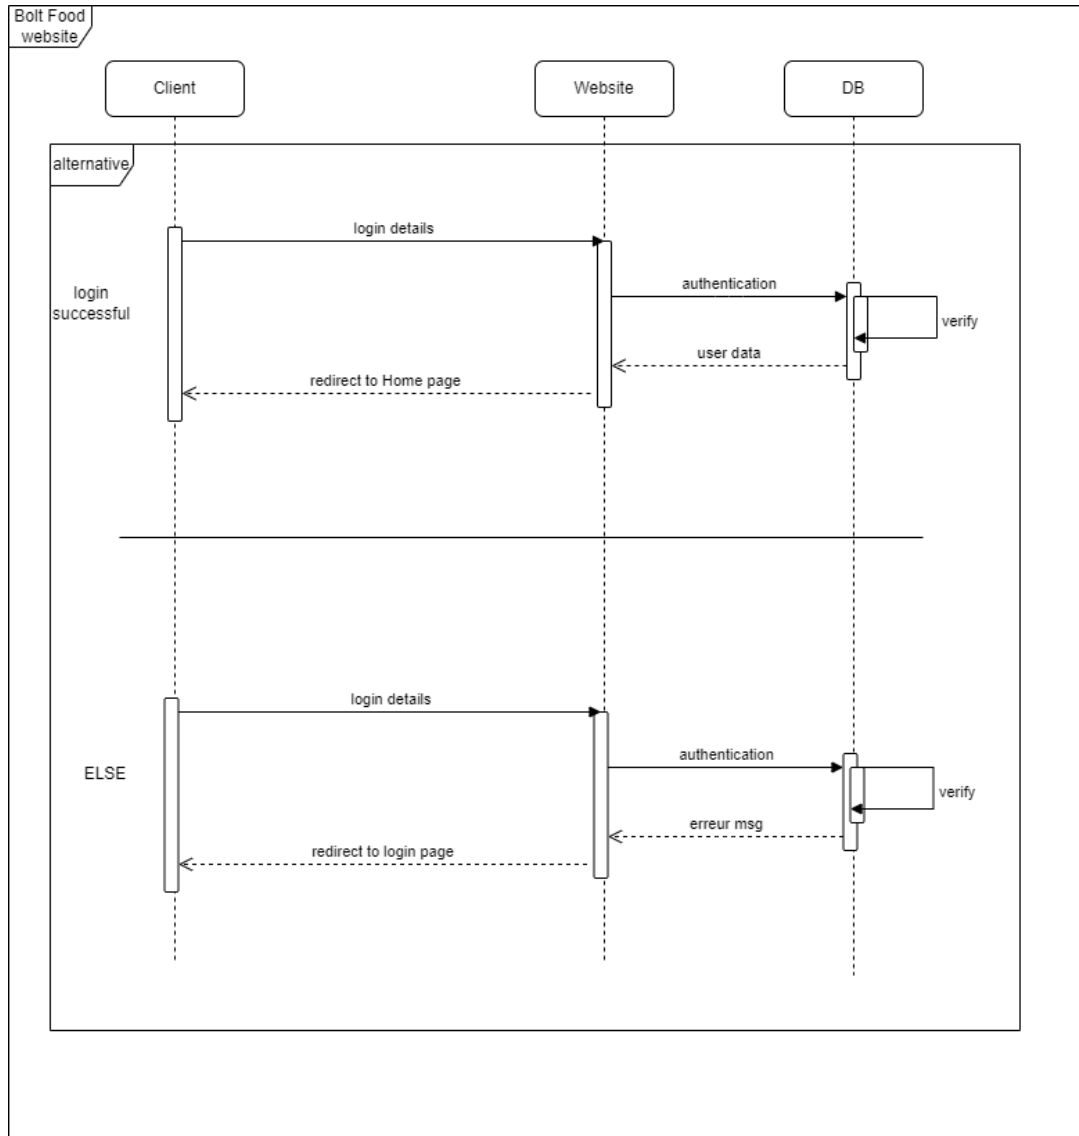 Bolt Food
website
Client
Website
DB
alternative
login details
authentication
login
successful
verify
user data
redirect to Home page
login details
authentication
ELSE
verify
erreur msg
redirect to login page